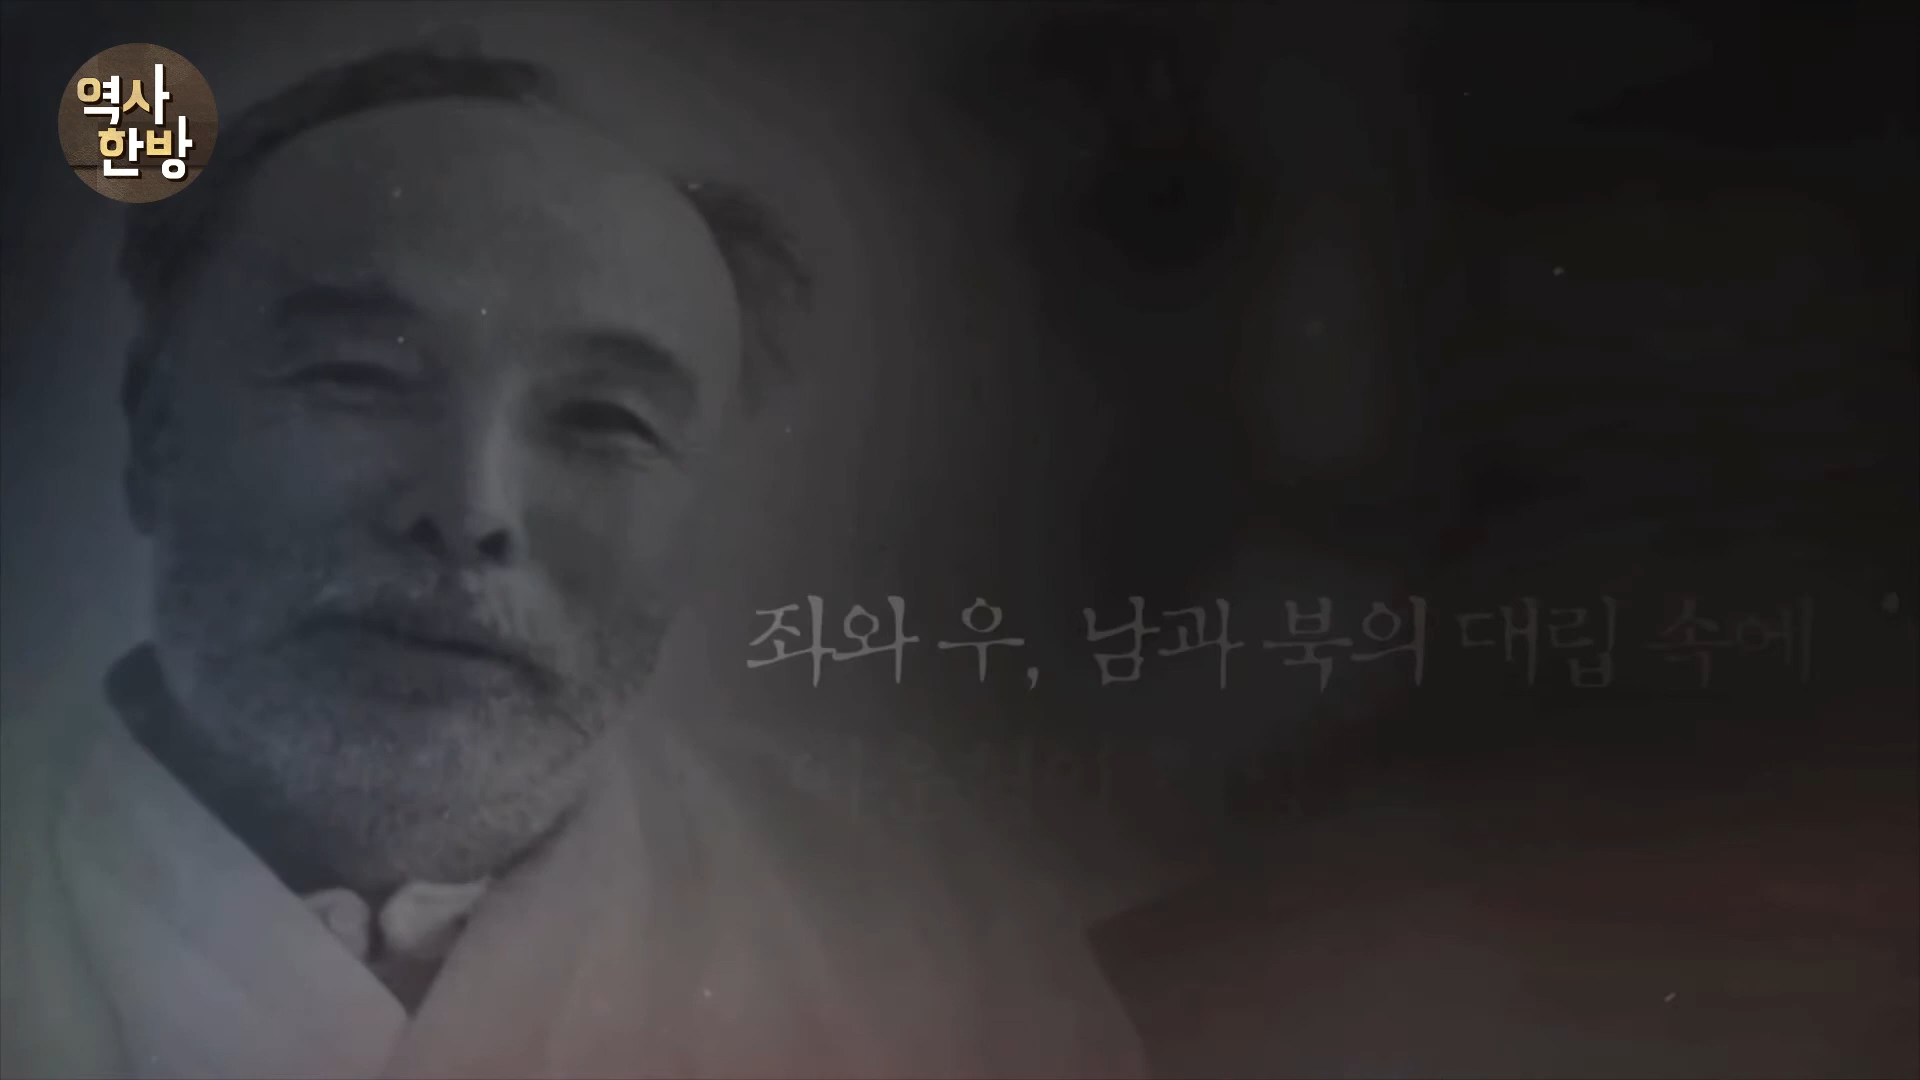 역사
한방
좌와 우, 남과 북의 대립 속에